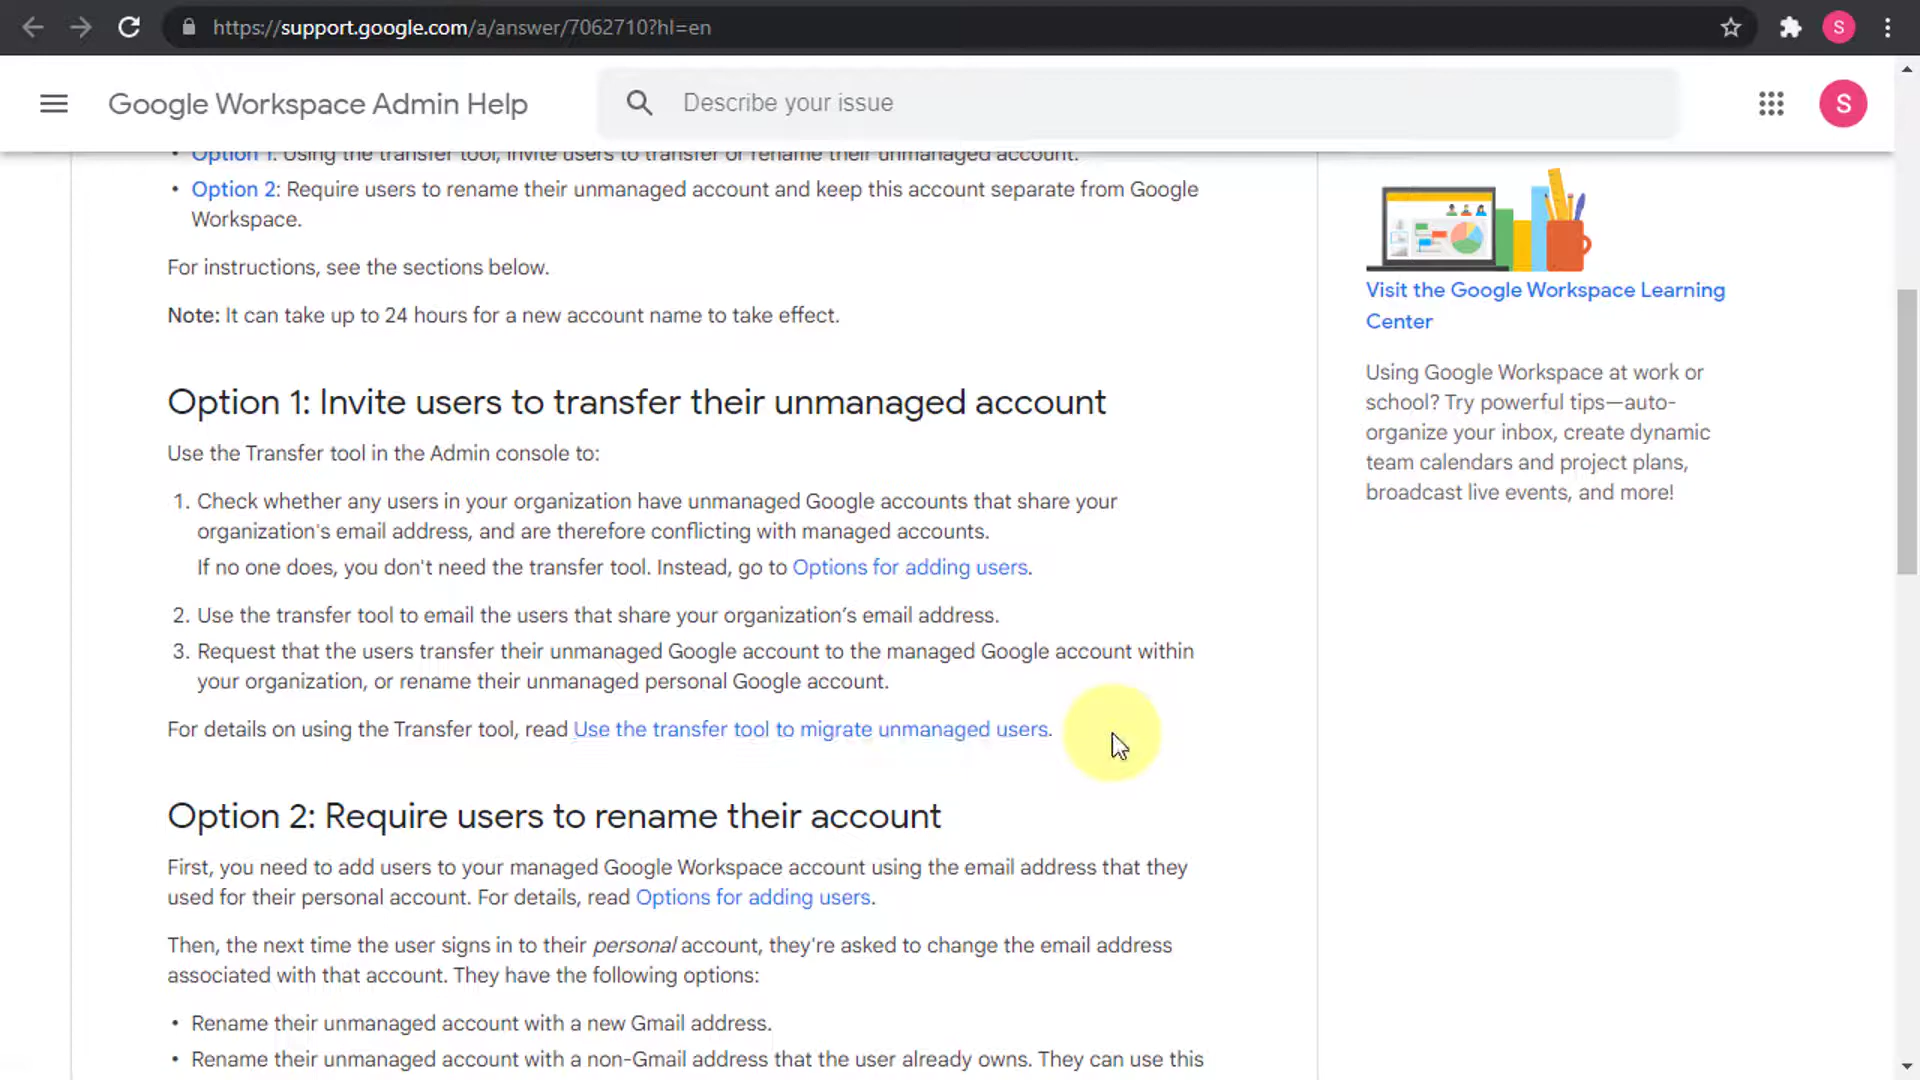 https://support.google.com/a/answer/7062710?hl=en
S
Google Workspace Admin Help
Describe your issue
S
• Option 1: Using the transfer tool, invite users to transfer or rename their unmanaged account.
• Option 2: Require users to rename their unmanaged account and keep this account separate from Google
Workspace.
For instructions, see the sections below.
Note: It can take up to 24 hours for a new account name to take effect.
Option 1: Invite users to transfer their unmanaged account
Use the Transfer tool in the Admin console to:
1. Check whether any users in your organization have unmanaged Google accounts that share your
organization's email address, and are therefore conflicting with managed accounts.
If no one does, you don't need the transfer tool. Instead, go to Options for adding users.
2. Use the transfer tool to email the users that share your organization’s email address.
3. Request that the users transfer their unmanaged Google account to the managed Google account within
your organization, or rename their unmanaged personal Google account.
For details on using the Transfer tool, read Use the transfer tool to migrate unmanaged users.
Option 2: Require users to rename their account
First, you need to add users to your managed Google Workspace account using the email address that they
used for their personal account. For details, read Options for adding users.
Then, the next time the user signs in to their personal account, they're asked to change the email address
associated with that account. They have the following options:
• Rename their unmanaged account with a new Gmail address.
• Rename their unmanaged account with a non-Gmail address that the user already owns. They can use this
Visit the Google Workspace Learning
Center
Using Google Workspace at work or
school? Try powerful tips—auto-
organize your inbox, create dynamic
team calendars and project plans,
broadcast live events, and more!